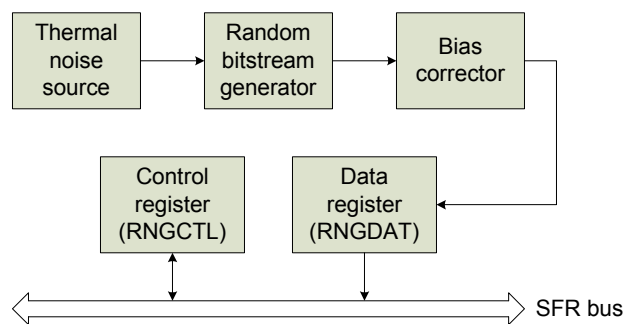 Thermal
noise
source
Random
bitstream
generator
Bias
corrector
Control
register
(RNGCTL)
Data
register
(RNGDAT)
SFR bus